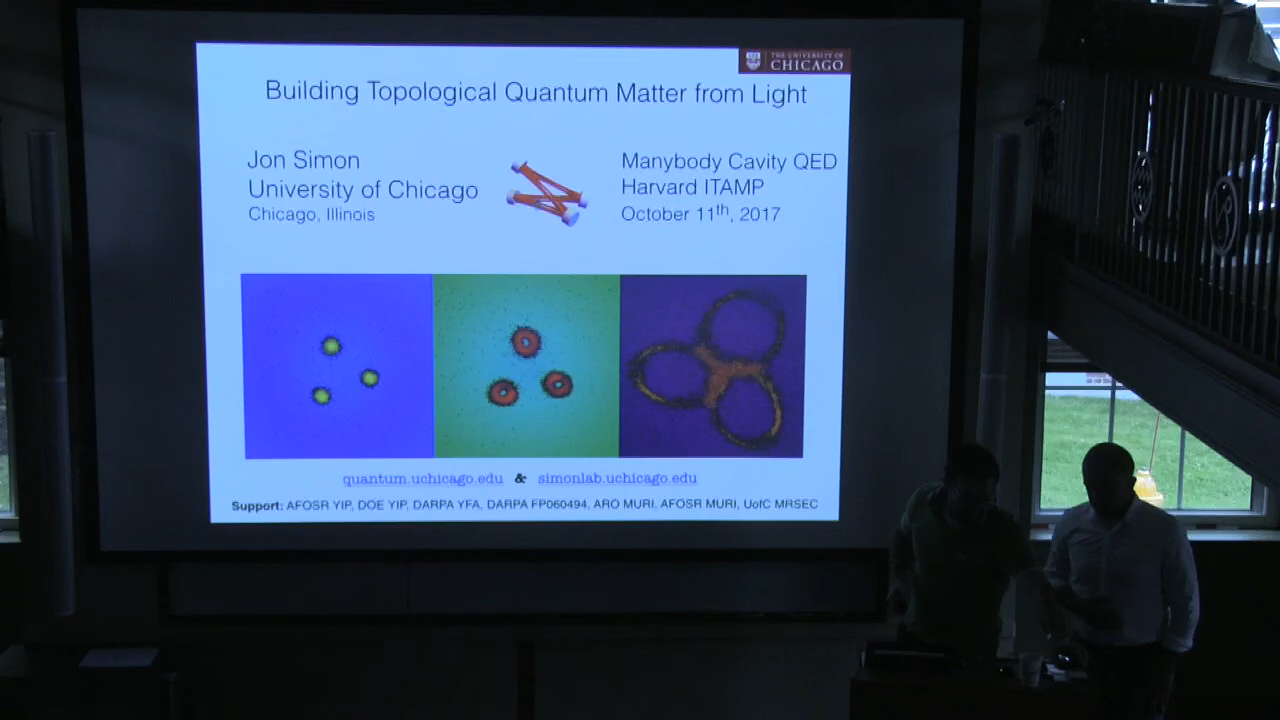 THE UNIVERSITY OF
CHICAGO
Building Topological Quantum Matter from Light
Jon Simon
University of Chicago
Chicago, Illinois
Manybody Cavity QED
Harvard ITAMP
October 11th, 2017
quantum.uchicago.edu & simonlab.uchicago.edu
Support: AFOSR YIP, DOE YIP, DARPA YFA, DARPA FP060494, ARO MURI, AFOSR MURI, UofC MRSEC